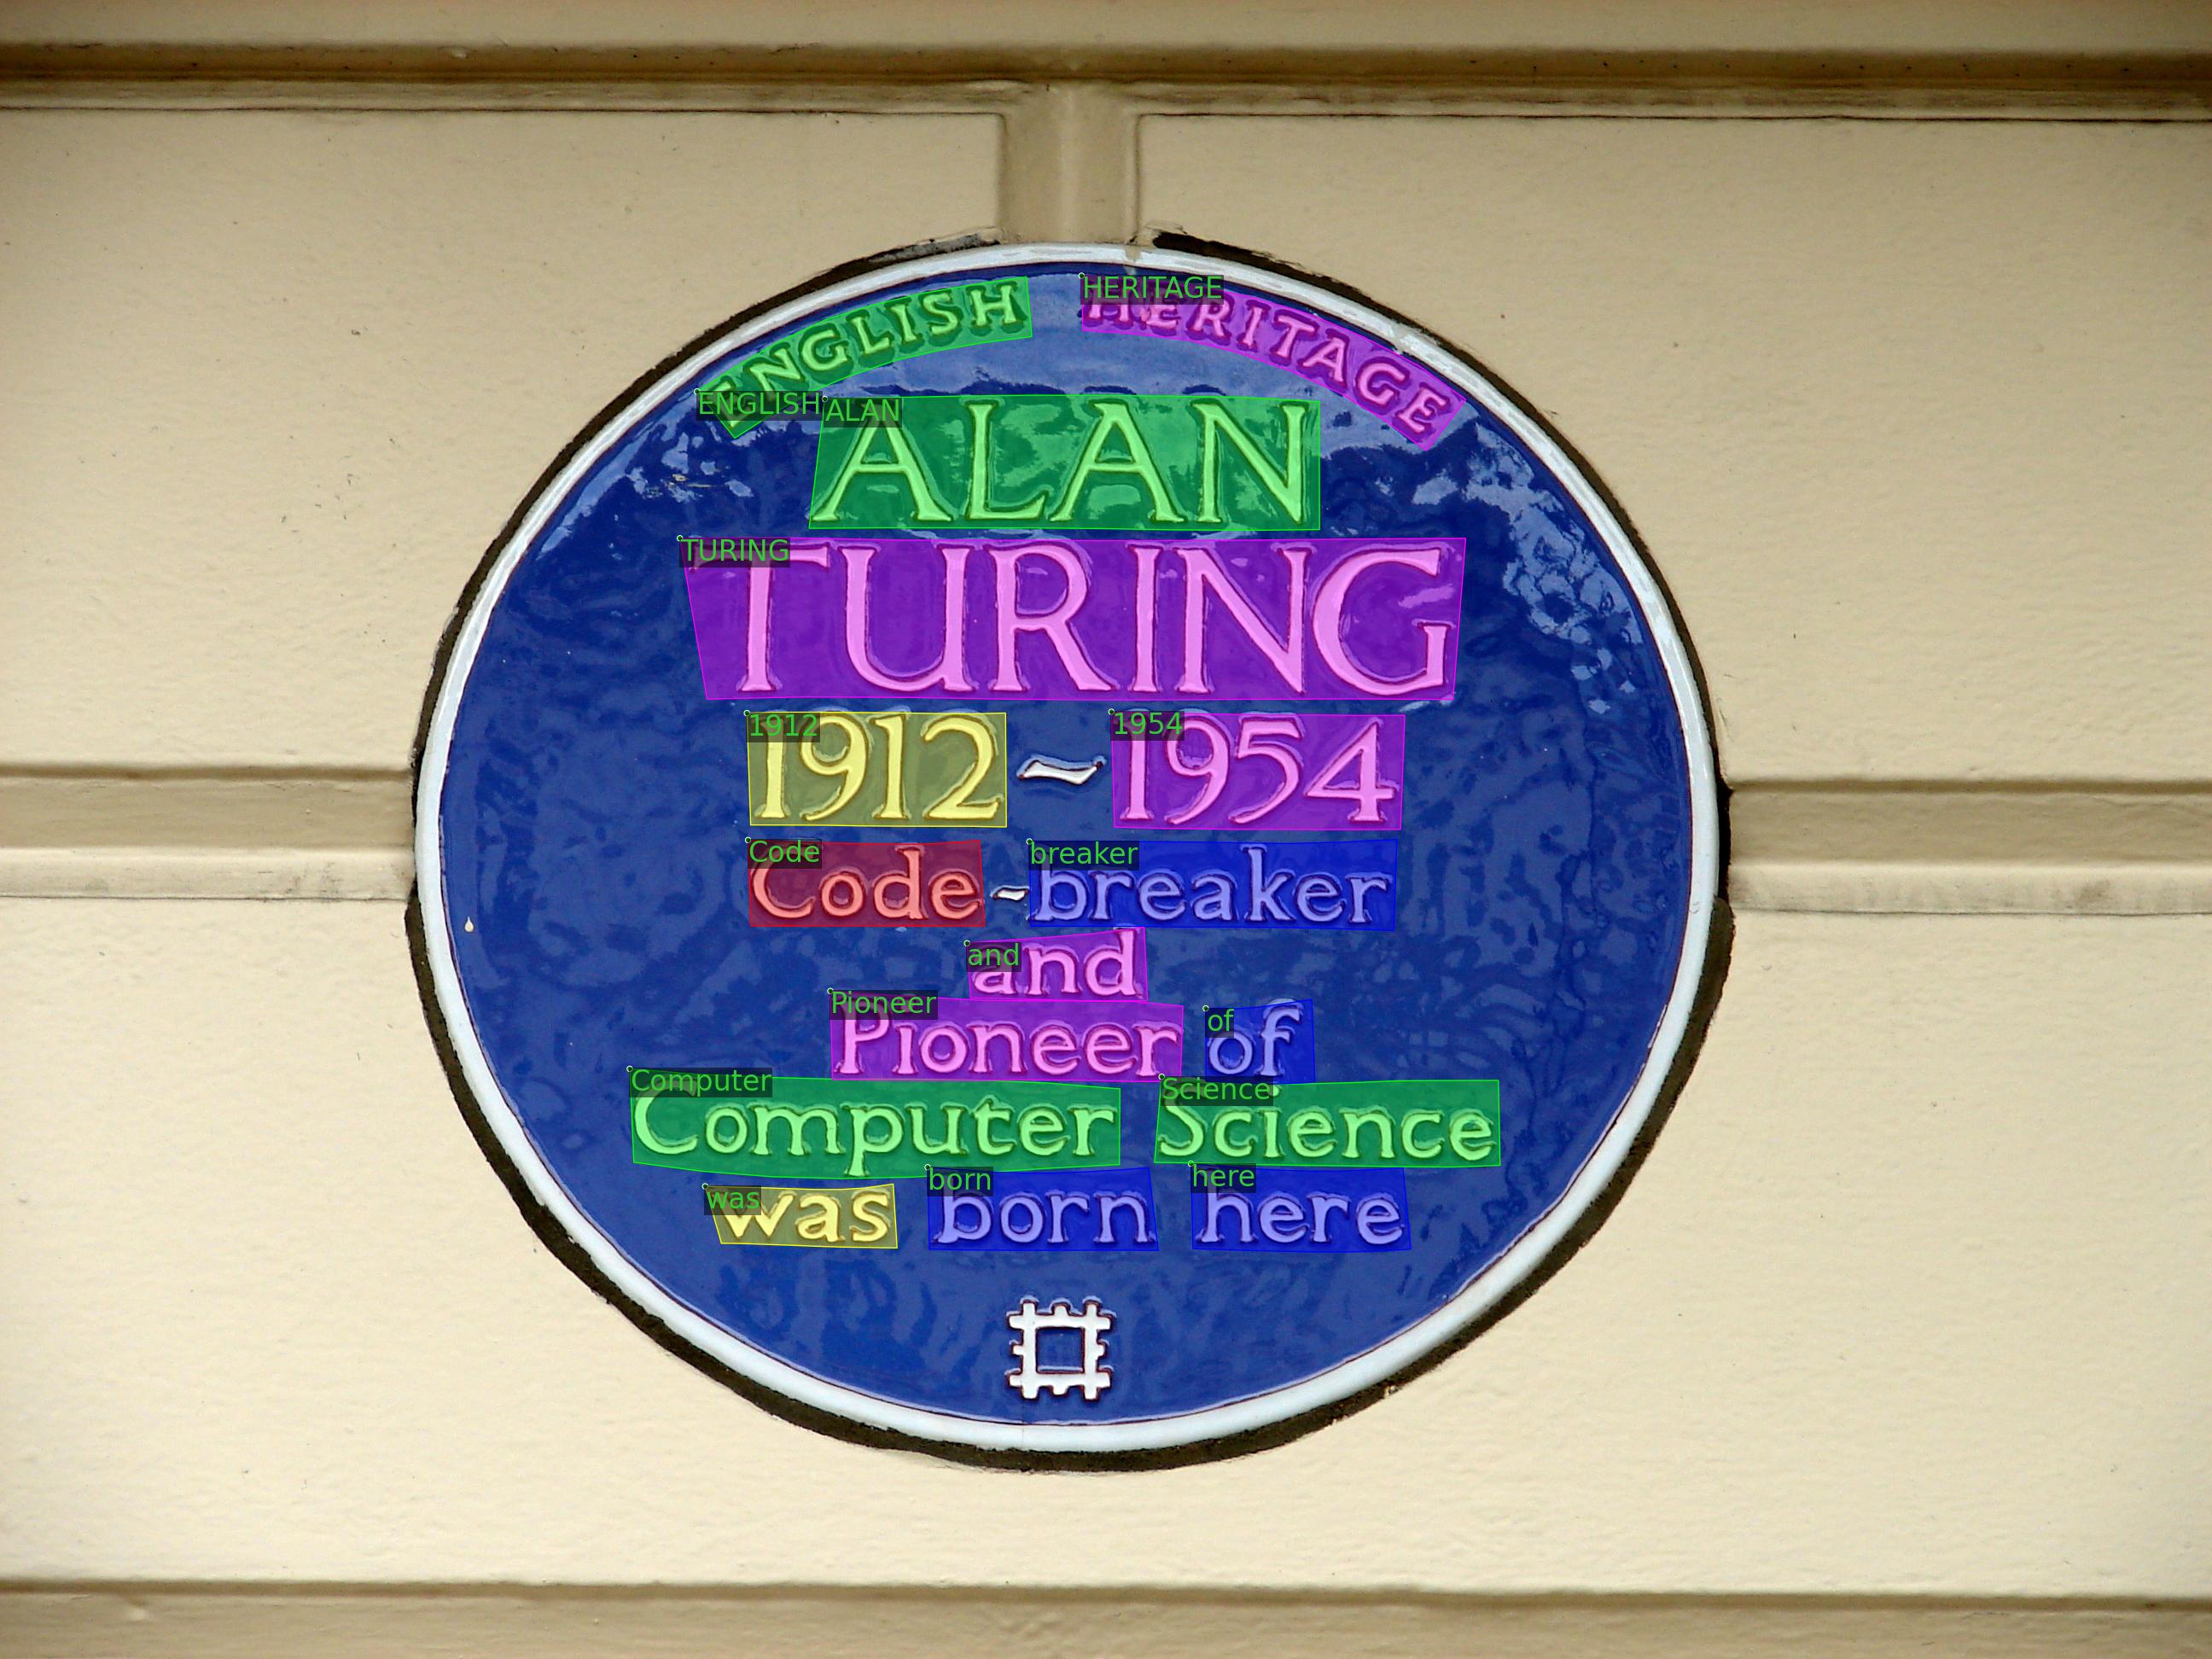 ENGLISH HERITAGE
ALAN
TURING
1912 ~ 1954
Code-breaker
and
Pioneer of
Computer Science
was born here